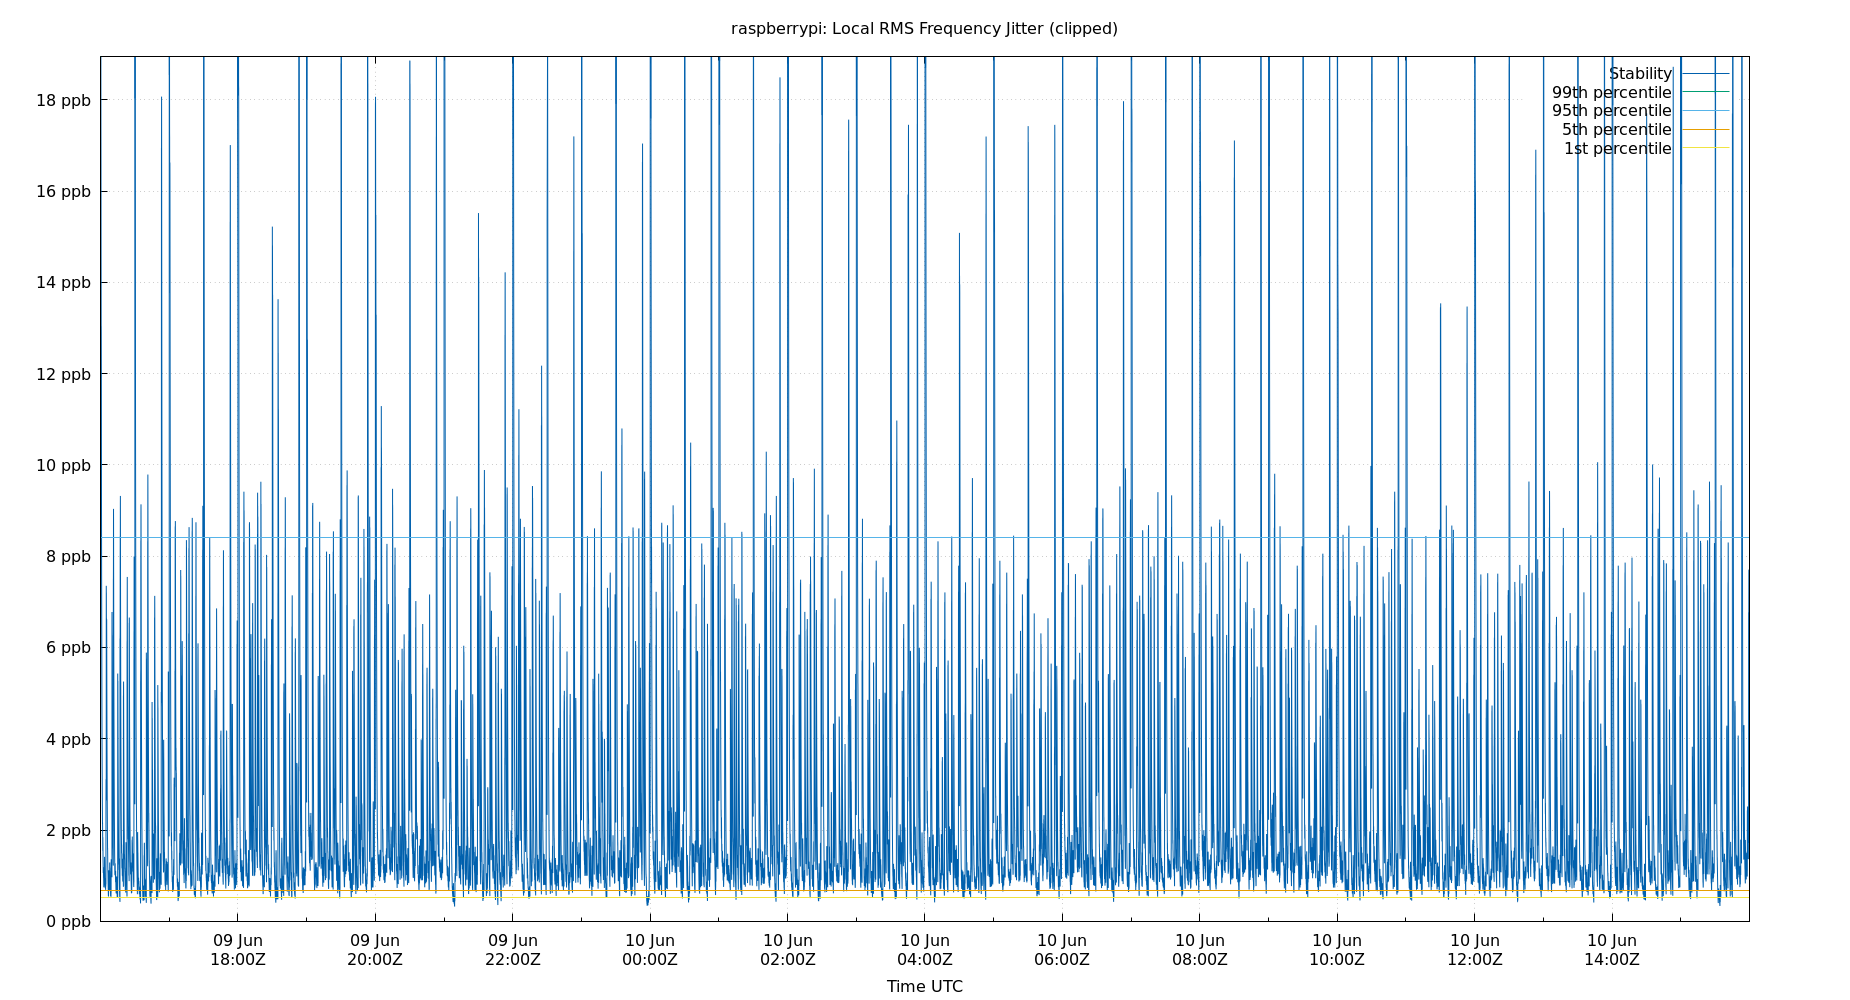 raspberrypi: Local RMS Frequency Jitter (clipped)
Stability
99th percentile
95th percentile
5th percentile
1st percentile
18 ppb
16 ppb
14 ppb
12 ppb
10 ppb
8 ppb
6 ppb
4 ppb
2 ppb
0 ppb
09 Jun 09 Jun 09 Jun 10 Jun 10 Jun 10 Jun 10 Jun 10 Jun 10 Jun 10 Jun 10 Jun
18:00Z 20:00Z 22:00Z 00:00Z 02:00Z 04:00Z 06:00Z 08:00Z 10:00Z 12:00Z 14:00Z
Time UTC